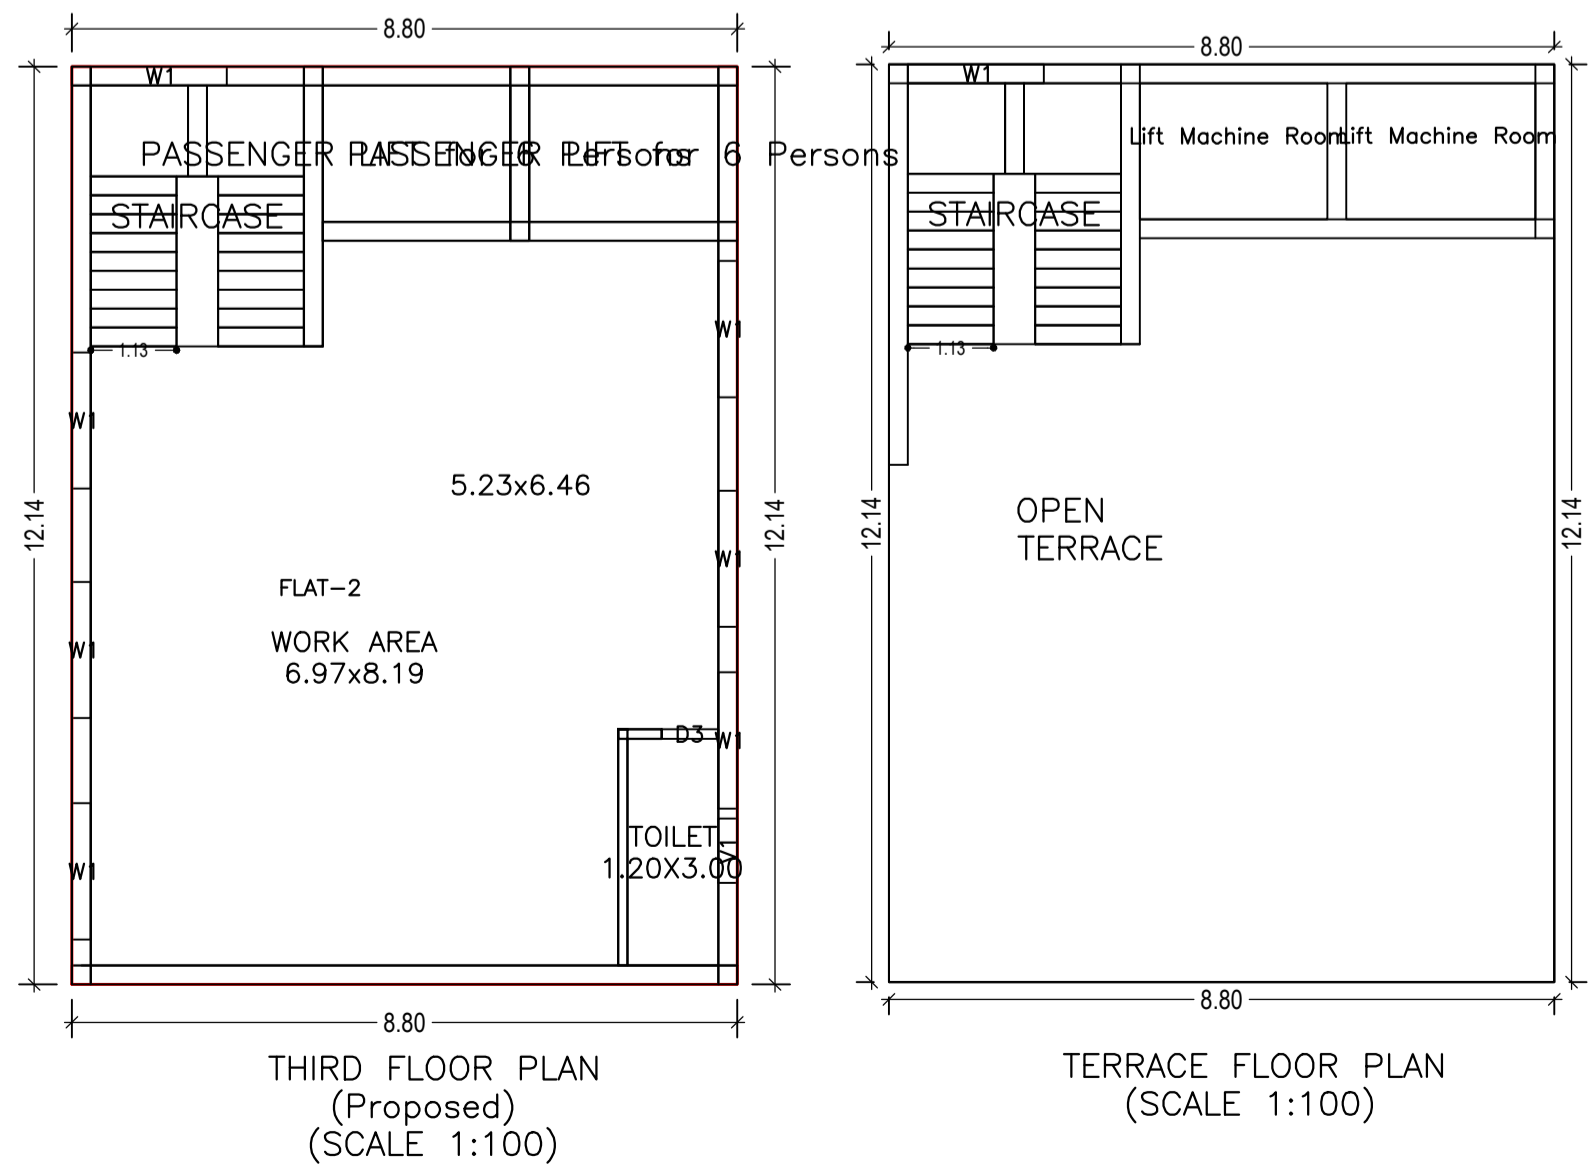 8.80
W1
PASSENGER LIFT for 6 Persons
PASSENGER LIFT for 6 Persons
STAIRCASE
1.13
W1
W1
5.23x6.46
12.14
12.14
W1
FLAT-2
W1
WORK AREA
6.97x8.19
D3
W1
TOILET
1.20X3.00
V1
W1
8.80
THIRD FLOOR PLAN
(Proposed)
(SCALE 1:100)
8.80
W1
Lift Machine Room
Lift Machine Room
STAIRCASE
1.13
12.14
OPEN
TERRACE
12.14
8.80
TERRACE FLOOR PLAN
(SCALE 1:100)